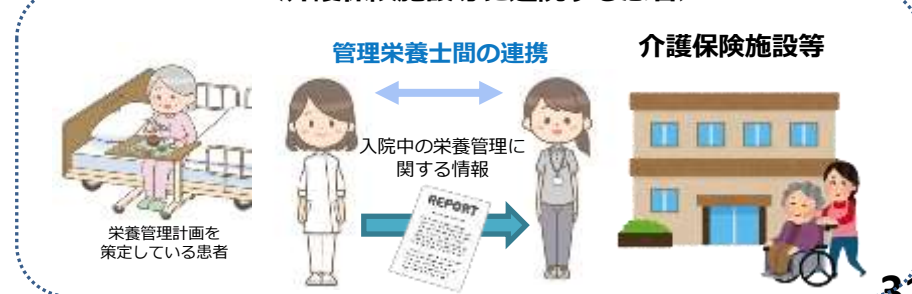 管理栄養士間の連携
介護保険施設等
入院中の栄養管理に
関する情報
REPORT
栄養管理計画を
策定している患者